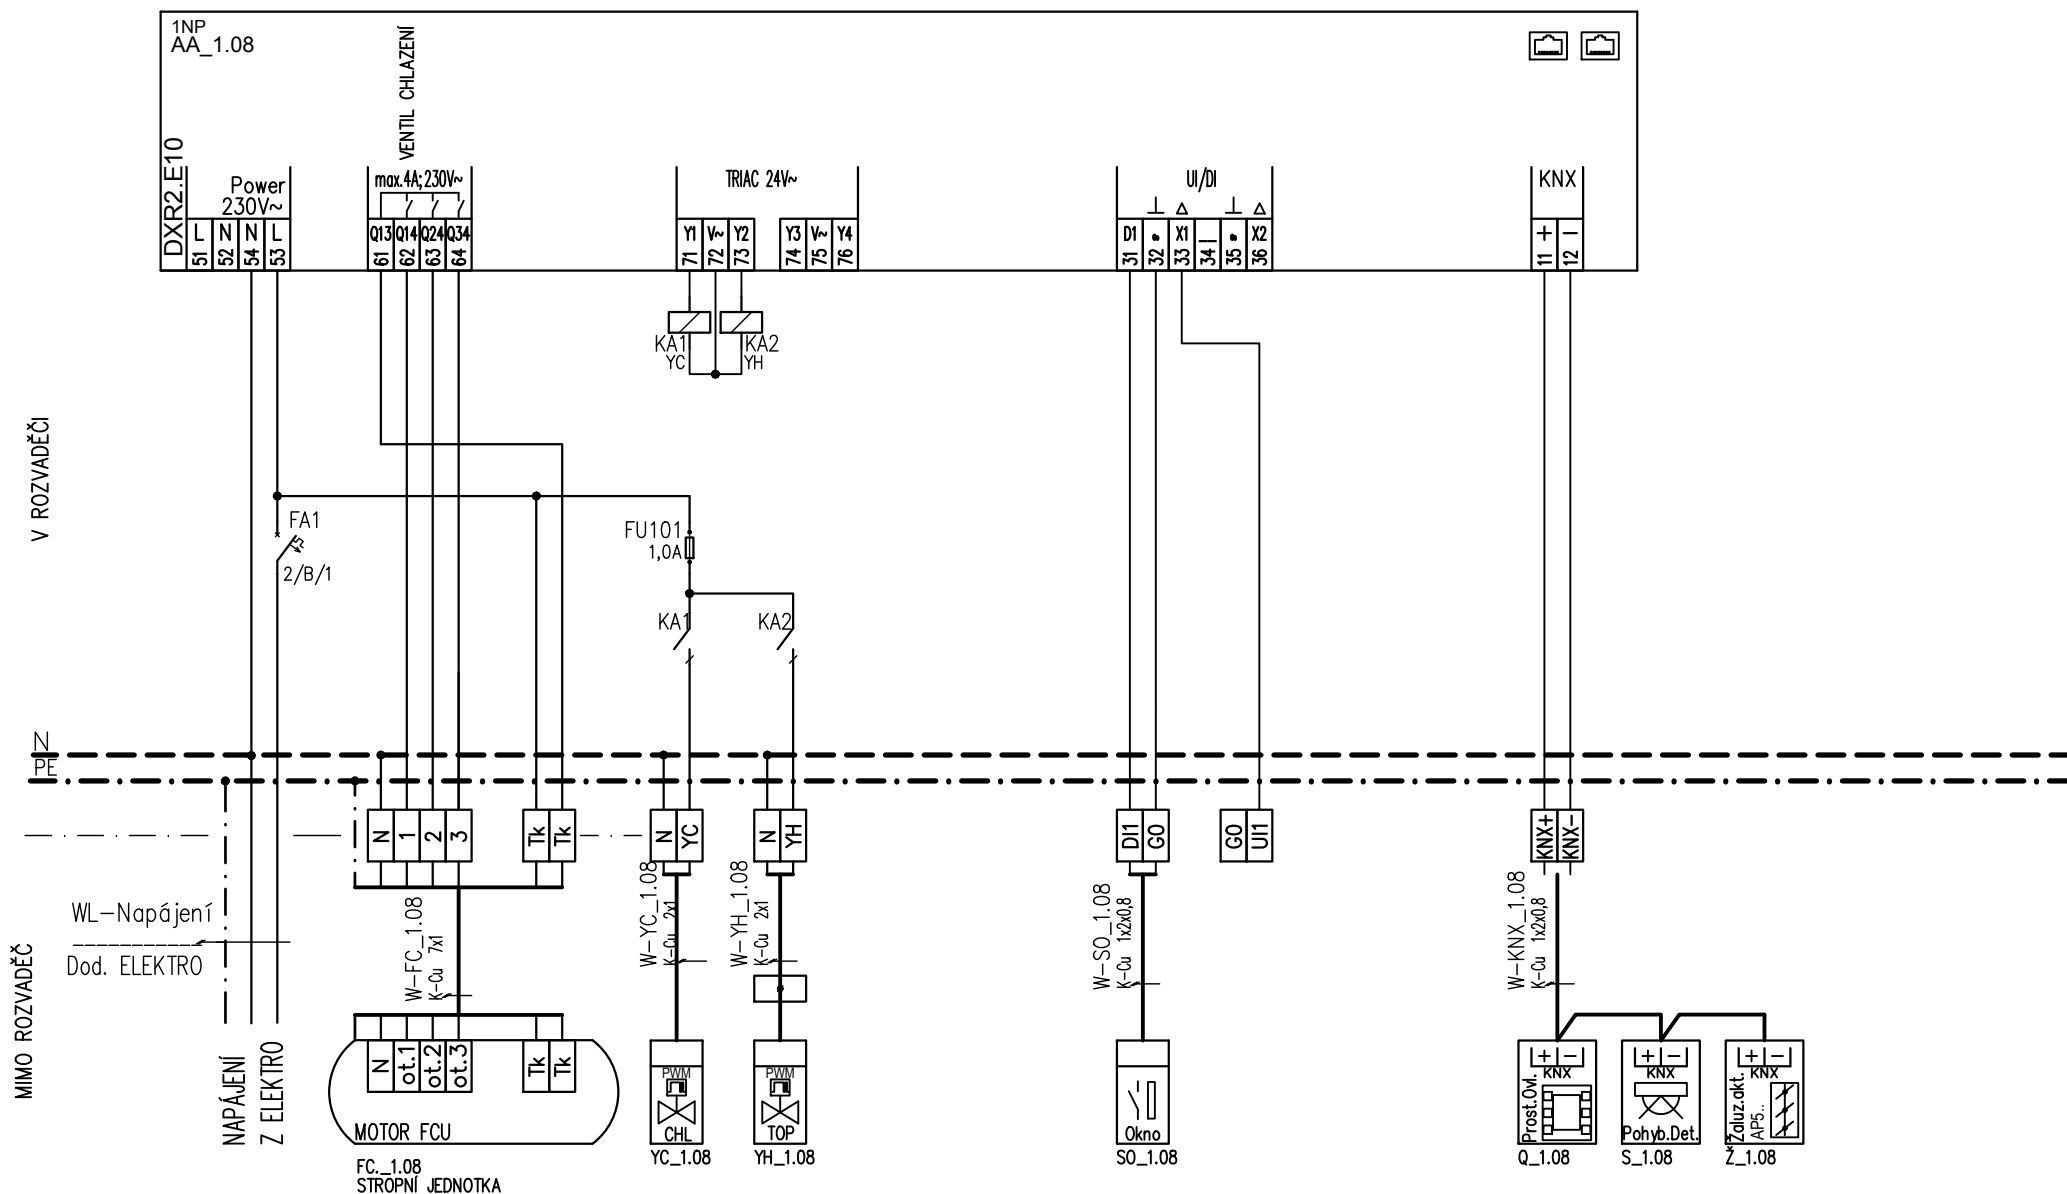 1NP
AA_1.08
DXR2.E10
VENTIL CHLAZENÍ
Power
230V~
max.4A;230V~
TRIAC 24V~
UI/DI
KNX
L N N L
51 52 54 53
Q13 Q14 Q24 Q34
61 62 63 64
Y1 V~ Y2
71 72 73
Y3 V~ Y4
74 75 76
D1 X1 X2
31 32 33 34 35 36
+ −
11 12
KA1
YC
KA2
YH
V ROZVADĚČI
FA1
2/B/1
FU101
1,0A
KA1
KA2
N
PE
N 1 2 3
Tk Tk
N YC
N YH
DI1 GO
GO UI1
KNX+ KNX-
MIMO ROZVADĚČ
WL-Napájení
Dod. ELEKTRO
NAPÁJENÍ
Z ELEKTRO
W-FC_1.08
K-Cu 7x1
W-YC_1.08
K-Cu 2x1
W-YH_1.08
K-Cu 2x1
W-SO_1.08
K-Cu 1x2x0,8
W-KNX_1.08
K-Cu 1x2x0,8
N ot.1 ot.2 ot.3
Tk Tk
MOTOR FCU
FC._1.08
STROPNÍ JEDNOTKA
PWM
CHL
YC_1.08
PWM
TOP
YH_1.08
Okno
SO_1.08
+ −
KNX
Prost.Ovl.
Q_1.08
+ −
KNX
Pohyb.Det.
S_1.08
+ −
KNX
Žaluz.akt.
AP5..
Ž_1.08